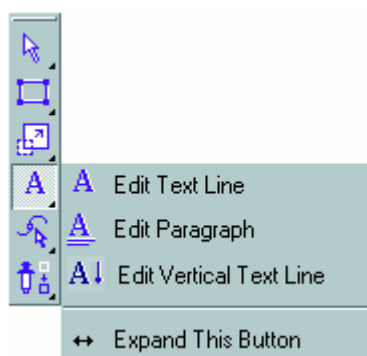 A A Edit Text Line
A Edit Paragraph
A Edit Vertical Text Line
Expand This Button